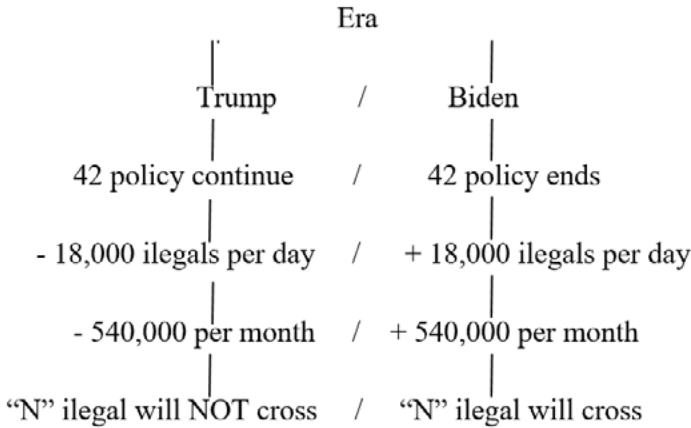 Era
Trump / Biden
42 policy continue / 42 policy ends
- 18,000 ilegals per day / + 18,000 ilegals per day
- 540,000 per month / + 540,000 per month
“N” ilegal will NOT cross / “N” ilegal will cross